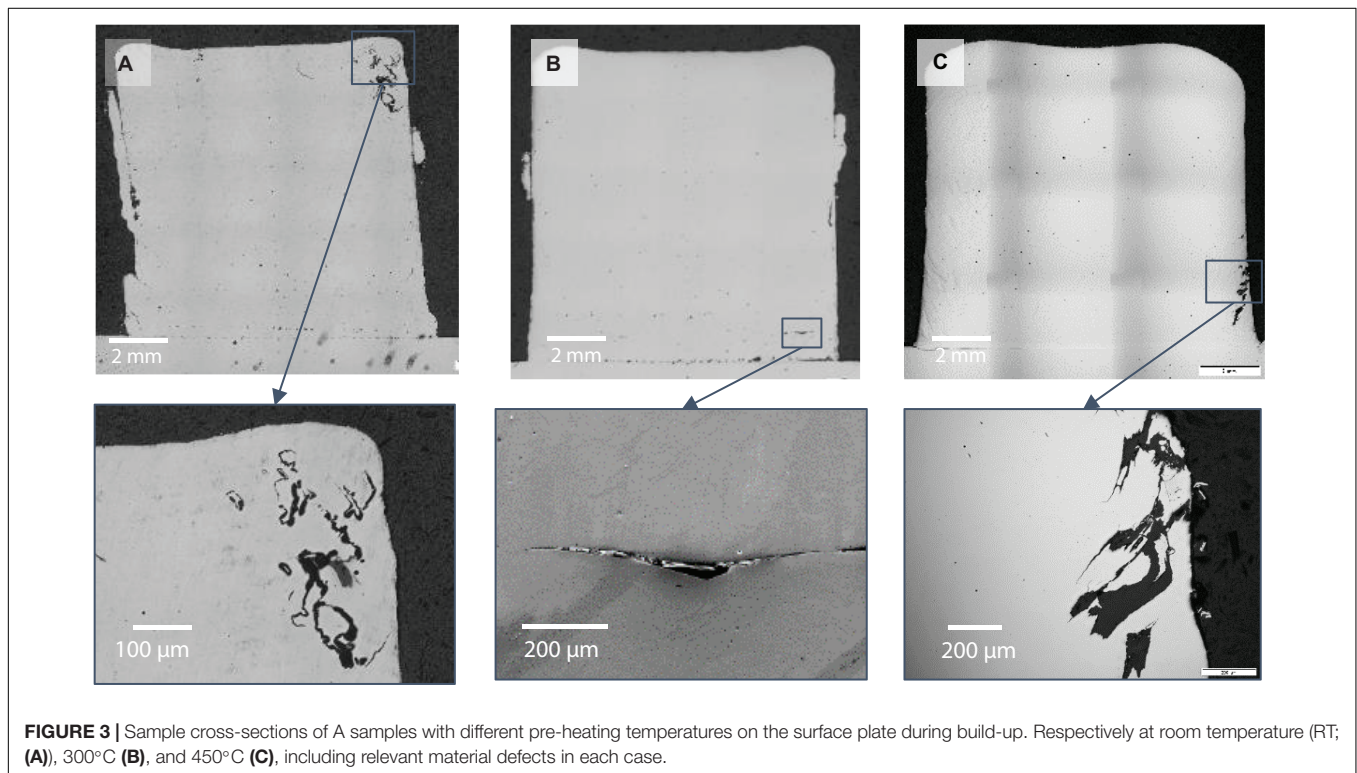 A
B
C
2 mm
2 mm
2 mm
100 µm
200 µm
200 µm
FIGURE 3 | Sample cross-sections of A samples with different pre-heating temperatures on the surface plate during build-up. Respectively at room temperature (RT;
(A)), 300°C (B), and 450°C (C), including relevant material defects in each case.